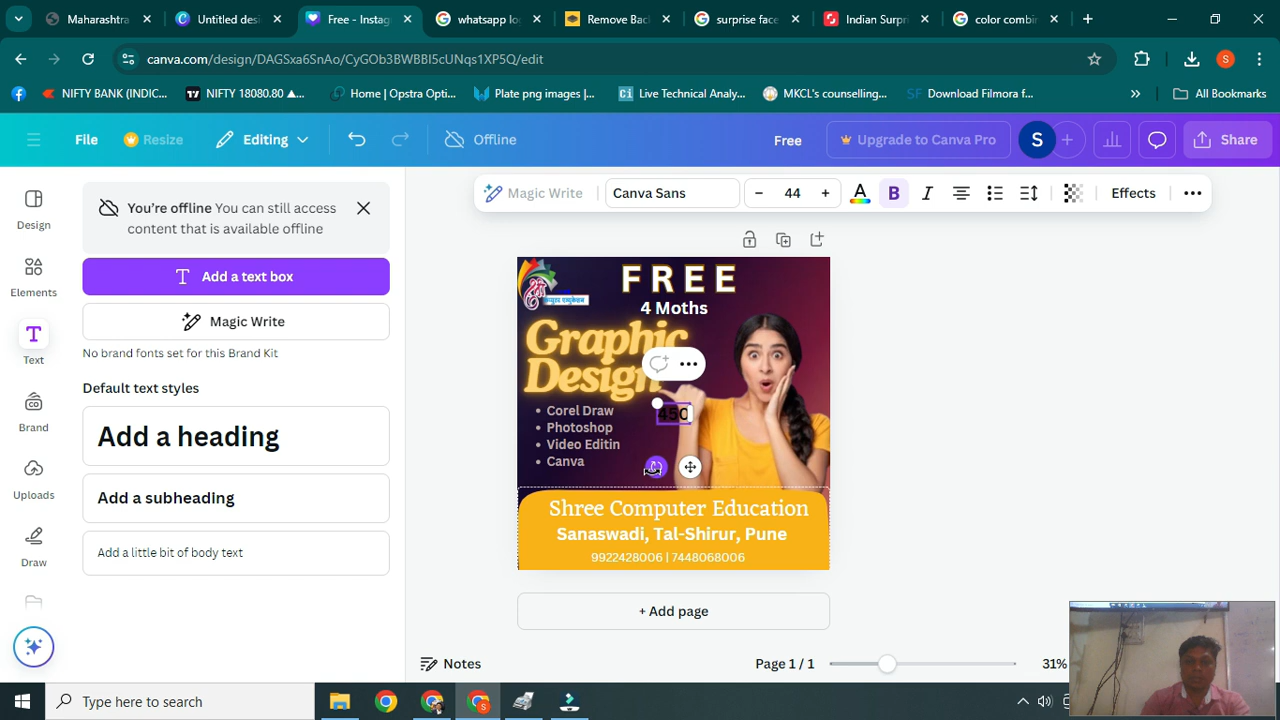 Maharashtra
Untitled desi
Free - Instag
whatsapp lo
Remove Bac
surprise face
Indian Surpr
color combir
canva.com/design/DAGSxa6SnAo/CyGOb3BWBBI5cUNqs1XP5Q/edit
S
NIFTY BANK (INDIC...
NIFTY 18080.80 ▲...
Home | Opstra Opti...
Plate png images |...
Live Technical Analy...
MKCL's counselling...
Download Filmora f...
All Bookmarks
File
Resize
Editing
Offline
Free
Upgrade to Canva Pro
S
Share
Magic Write
Canva Sans
44
A
B
I
Effects
Design
Elements
Text
Brand
Uploads
Draw
You're offline You can still access
content that is available offline
Add a text box
Magic Write
No brand fonts set for this Brand Kit
Default text styles
Add a heading
Add a subheading
Add a little bit of body text
FREE
4 Moths
Graphic
Design
• Corel Draw
• Photoshop
• Video Editin
• Canva
450
Shree Computer Education
Sanaswadi, Tal-Shirur, Pune
9922428006 | 7448068006
+ Add page
Notes
Page 1 / 1
31%
Type here to search